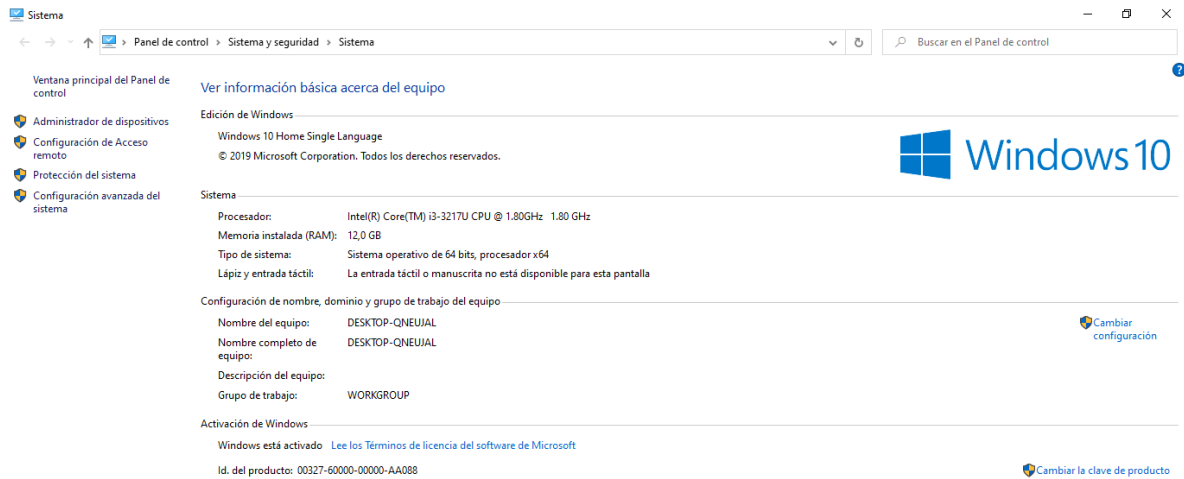 Sistema
Panel de control › Sistema y seguridad › Sistema
Buscar en el Panel de control
Ventana principal del Panel de
control
Administrador de dispositivos
Configuración de Acceso
remoto
Protección del sistema
Configuración avanzada del
sistema
Ver información básica acerca del equipo
Edición de Windows
Windows 10 Home Single Language
© 2019 Microsoft Corporation. Todos los derechos reservados.
Windows 10
Sistema
Procesador: Intel(R) Core(TM) i3-3217U CPU @ 1.80GHz 1.80 GHz
Memoria instalada (RAM): 12,0 GB
Tipo de sistema: Sistema operativo de 64 bits, procesador x64
Lápiz y entrada táctil: La entrada táctil o manuscrita no está disponible para esta pantalla
Configuración de nombre, dominio y grupo de trabajo del equipo
Nombre del equipo: DESKTOP-QNEUJAL
Nombre completo de DESKTOP-QNEUJAL
equipo:
Descripción del equipo:
Grupo de trabajo: WORKGROUP
Cambiar
configuración
Activación de Windows
Windows está activado Lee los Términos de licencia del software de Microsoft
Id. del producto: 00327-60000-00000-AA088
Cambiar la clave de producto